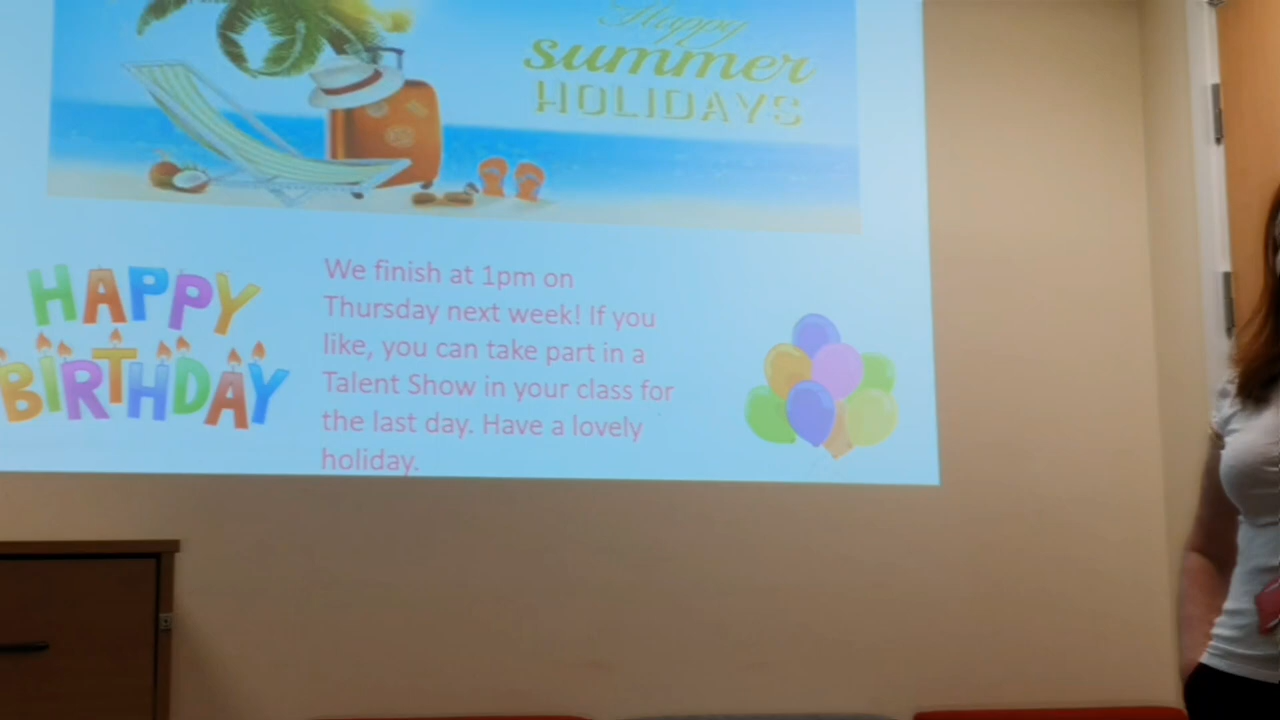 Happy
summer
HOLIDAYS
HAPPY
BIRTHDAY
We finish at 1pm on
Thursday next week! If you
like, you can take part in a
Talent Show in your class for
the last day. Have a lovely
holiday.